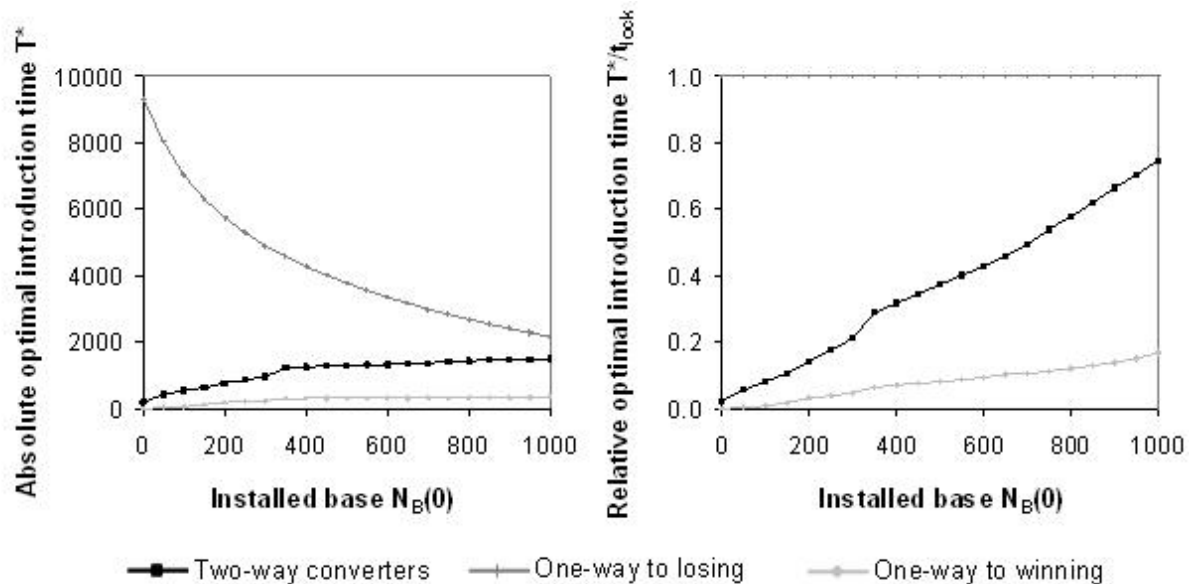 Absolute optimal introduction time T*
10000
8000
6000
4000
2000
0
0 200 400 600 800 1000
Installed base N_B(0)
Relative optimal introduction time T*/t_lock
1.0
0.8
0.6
0.4
0.2
0.0
0 200 400 600 800 1000
Installed base N_B(0)
Two-way converters One-way to losing One-way to winning